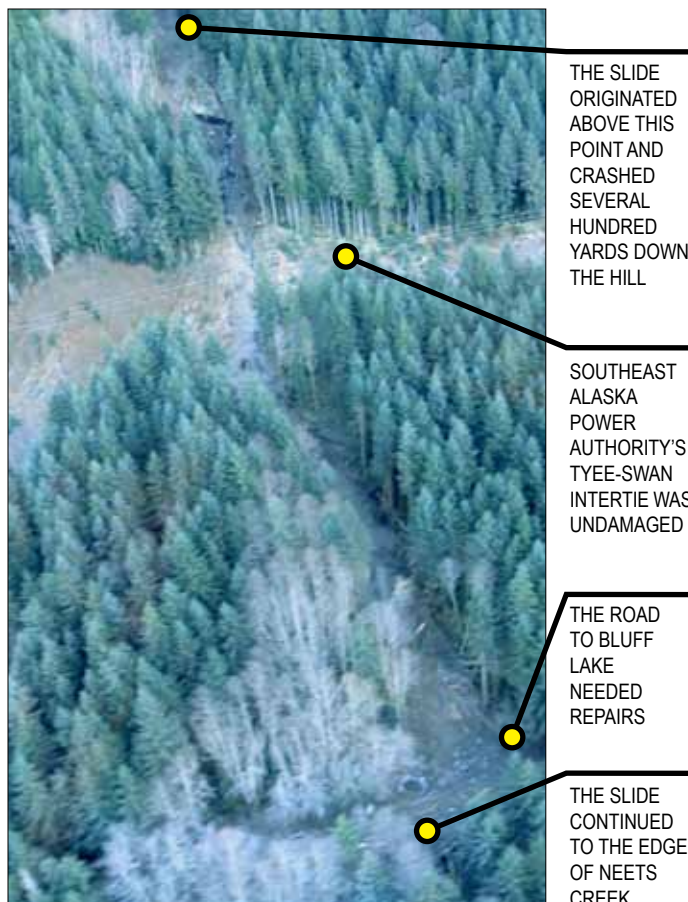 THE SLIDE
ORIGINATED
ABOVE THIS
POINT AND
CRASHED
SEVERAL
HUNDRED
YARDS DOWN
THE HILL
SOUTHEAST
ALASKA
POWER
AUTHORITY'S
TYEE-SWAN
INTERTIE WAS
UNDAMAGED
THE ROAD
TO BLUFF
LAKE
NEEDED
REPAIRS
THE SLIDE
CONTINUED
TO THE EDGE
OF NEETS
CREEK